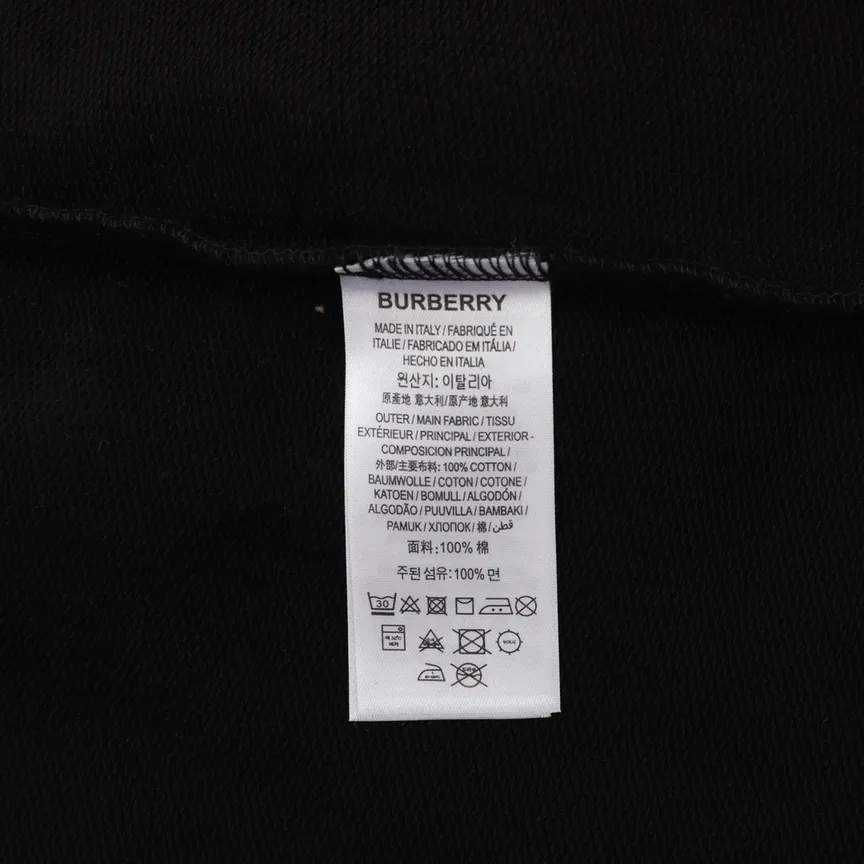 BURBERRY
MADE IN ITALY / FABRIQUÉ EN
ITALIE / FABRICADO EM ITÁLIA /
HECHO EN ITALIA
원산지: 이탈리아
原產地 意大利/原产地 意大利
OUTER / MAIN FABRIC / TISSU
EXTÉRIEUR / PRINCIPAL / EXTERIOR -
COMPOSICION PRINCIPAL /
外部/主要布料: 100% COTTON /
BAUMWOLLE / COTON / COTONE /
KATOEN / BOMULL / ALGODÓN /
ALGODÃO / PUUVILLA / BAMBAKI /
PAMUK / ХЛОПОК / 棉 / قطن
面料:100% 棉
주된 섬유:100% 면
30